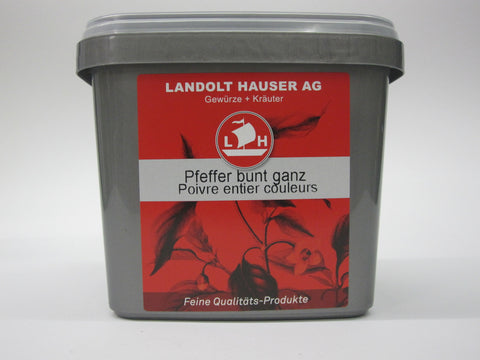 LANDOLT HAUSER AG
Gewürze + Kräuter
L H
Pfeffer bunt ganz
Poivre entier couleurs
Feine Qualitäts-Produkte